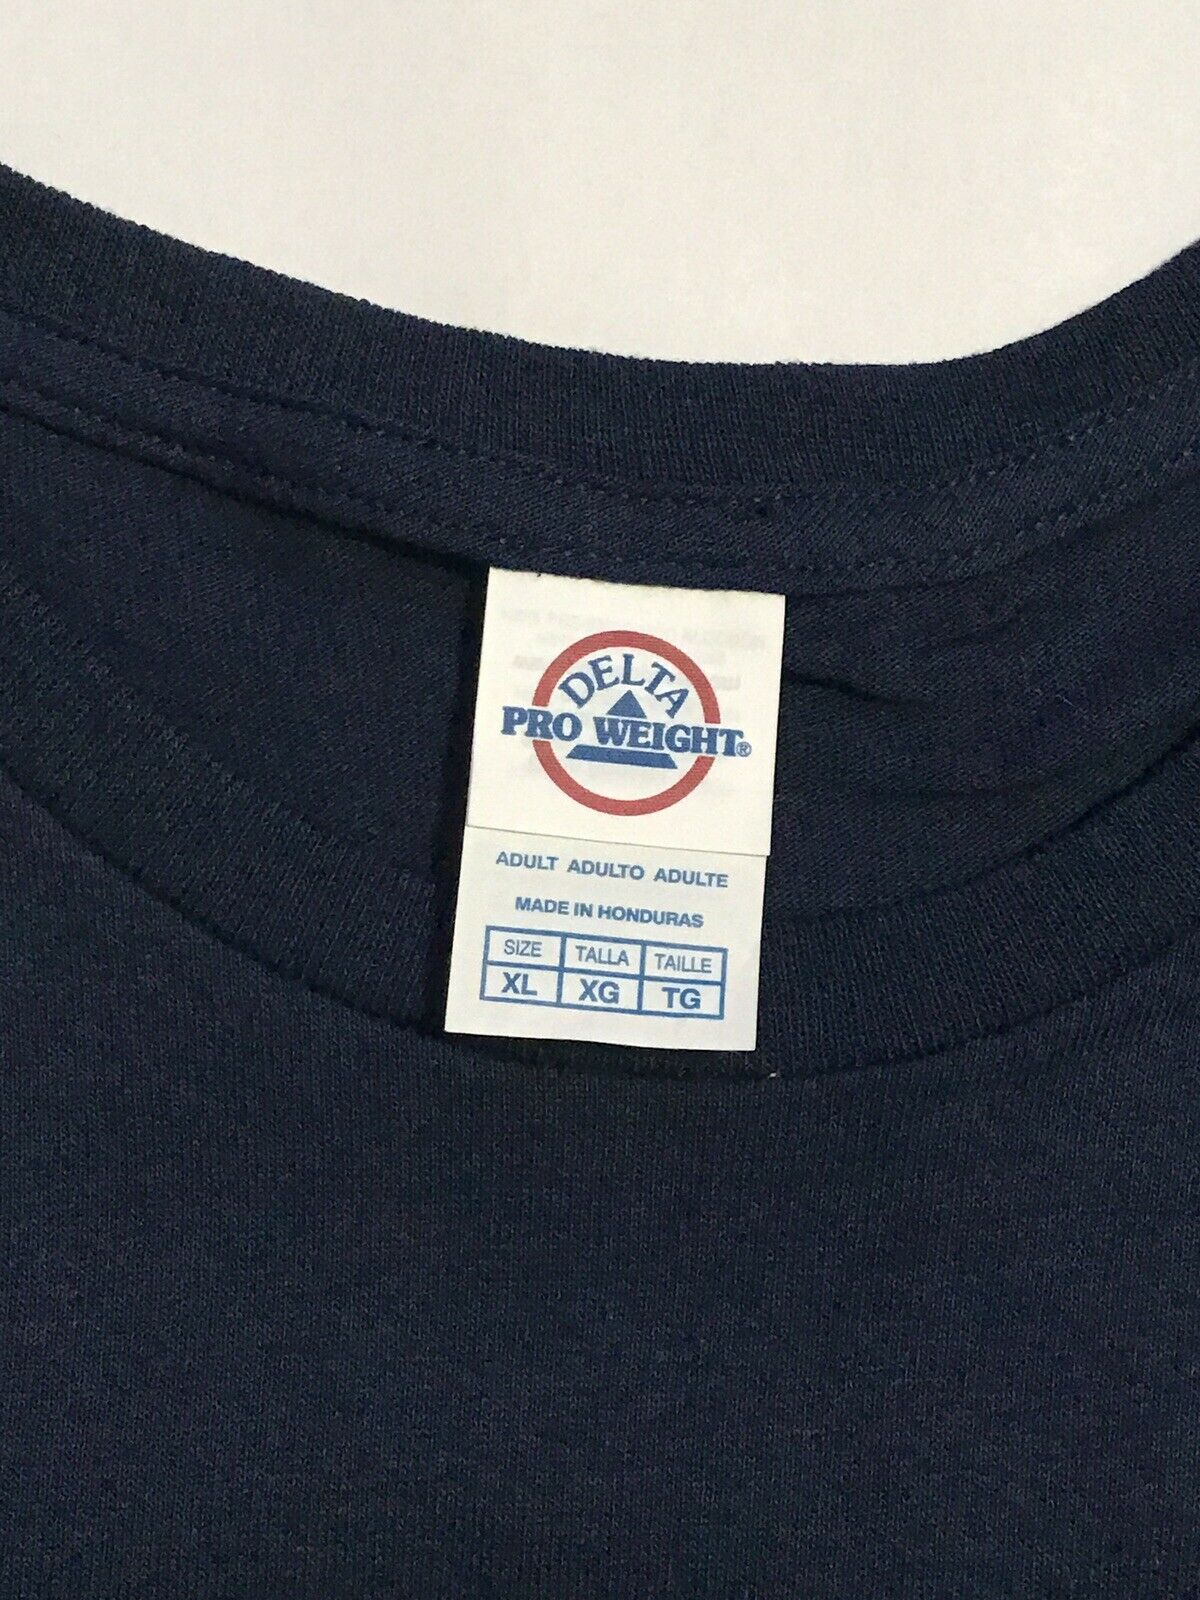 DELTA
PRO WEIGHT®
ADULT ADULTO ADULTE
MADE IN HONDURAS
SIZE TALLA TAILLE
XL XG TG